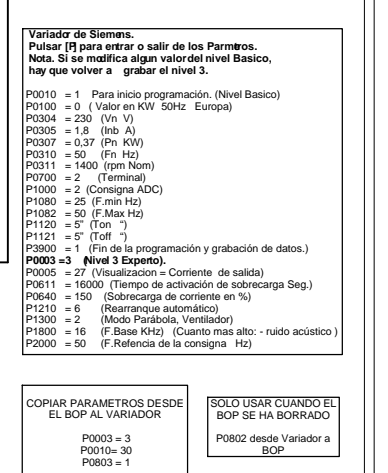 Variador de Siemens.
Pulsar [P] para entrar o salir de los Parmtros.
Nota. Si se modifica algun valor del nivel Basico,
hay que volver a grabar el nivel 3.
P0010 = 1 Para inicio programación. (Nivel Basico)
P0100 = 0 ( Valor en KW 50Hz Europa)
P0304 = 230 (Vn V)
P0305 = 1,8 (Inb A)
P0307 = 0,37 (Pn KW)
P0310 = 50 (Fn Hz)
P0311 = 1400 (rpm Nom)
P0700 = 2 (Terminal)
P1000 = 2 (Consigna ADC)
P1080 = 25 (F.min Hz)
P1082 = 50 (F.Max Hz)
P1120 = 5" (Ton “)
P1121 = 5" (Toff “)
P3900 = 1 (Fin de la programación y grabación de datos.)
P0003 =3 (Nivel 3 Experto).
P0005 = 27 (Visualizacion = Corriente de salida)
P0611 = 16000 (Tiempo de activación de sobrecarga Seg.)
P0640 = 150 (Sobrecarga de corriente en %)
P1210 = 6 (Rearranque automático)
P1300 = 2 (Modo Parábola, Ventilador)
P1800 = 16 (F.Base KHz) (Cuanto mas alto: - ruido acústico )
P2000 = 50 (F.Refencia de la consigna Hz)
COPIAR PARAMETROS DESDE
EL BOP AL VARIADOR
P0003 = 3
P0010= 30
P0803 = 1
SOLO USAR CUANDO EL
BOP SE HA BORRADO
P0802 desde Variador a
BOP